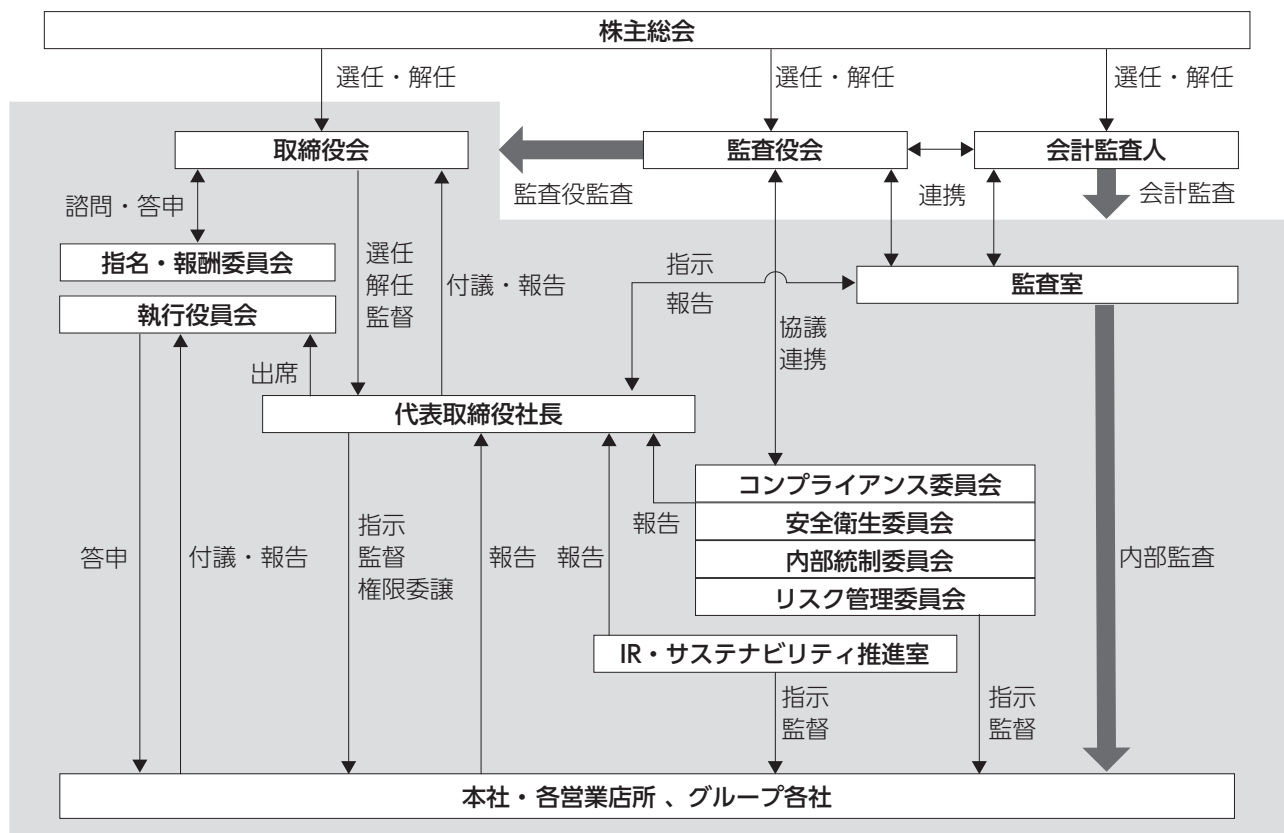 株主総会
選任・解任
選任・解任
選任・解任
取締役会
監査役会
会計監査人
監査役監査
連携
会計監査
諮問・答申
指名・報酬委員会
選任
解任
監督
付議・報告
指示
報告
監査室
執行役員会
協議
連携
出席
代表取締役社長
コンプライアンス委員会
安全衛生委員会
内部統制委員会
リスク管理委員会
報告
答申
付議・報告
指示
監督
権限委譲
報告
報告
内部監査
IR・サステナビリティ推進室
指示
監督
指示
監督
本社・各営業店所 、グループ各社